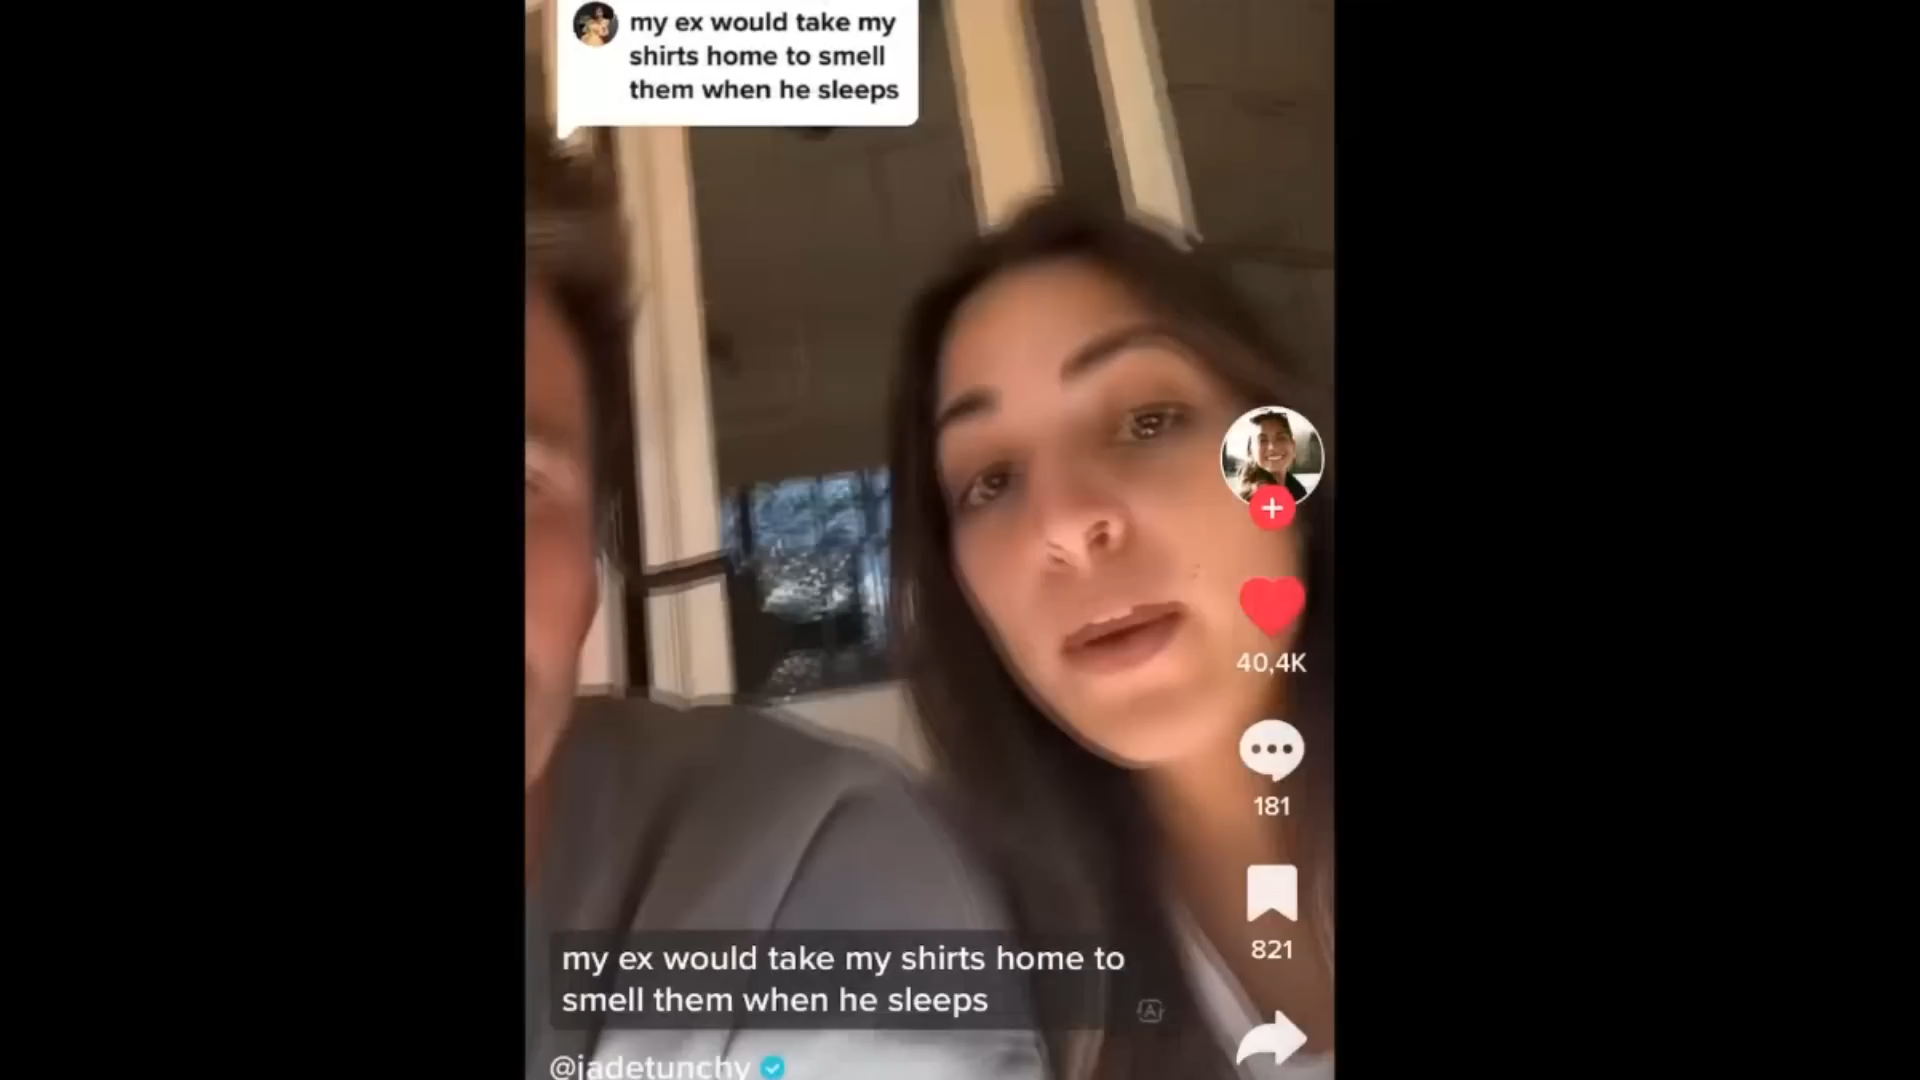 my ex would take my
shirts home to smell
them when he sleeps
40,4K
181
821
my ex would take my shirts home to
smell them when he sleeps
@jadetunchy